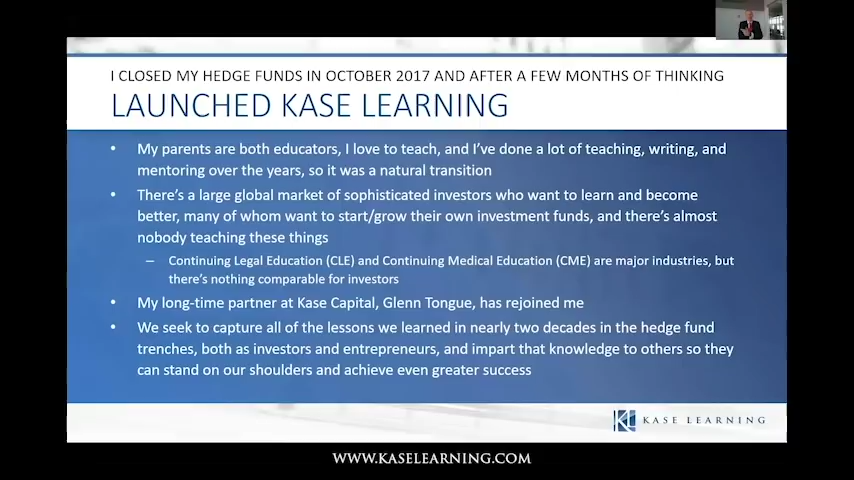 I CLOSED MY HEDGE FUNDS IN OCTOBER 2017 AND AFTER A FEW MONTHS OF THINKING
LAUNCHED KASE LEARNING
• My parents are both educators, I love to teach, and I've done a lot of teaching, writing, and
mentoring over the years, so it was a natural transition
• There's a large global market of sophisticated investors who want to learn and become
better, many of whom want to start/grow their own investment funds, and there's almost
nobody teaching these things
– Continuing Legal Education (CLE) and Continuing Medical Education (CME) are major industries, but
there's nothing comparable for investors
• My long-time partner at Kase Capital, Glenn Tongue, has rejoined me
• We seek to capture all of the lessons we learned in nearly two decades in the hedge fund
trenches, both as investors and entrepreneurs, and impart that knowledge to others so they
can stand on our shoulders and achieve even greater success
KL KASE LEARNING
WWW.KASELEARNING.COM